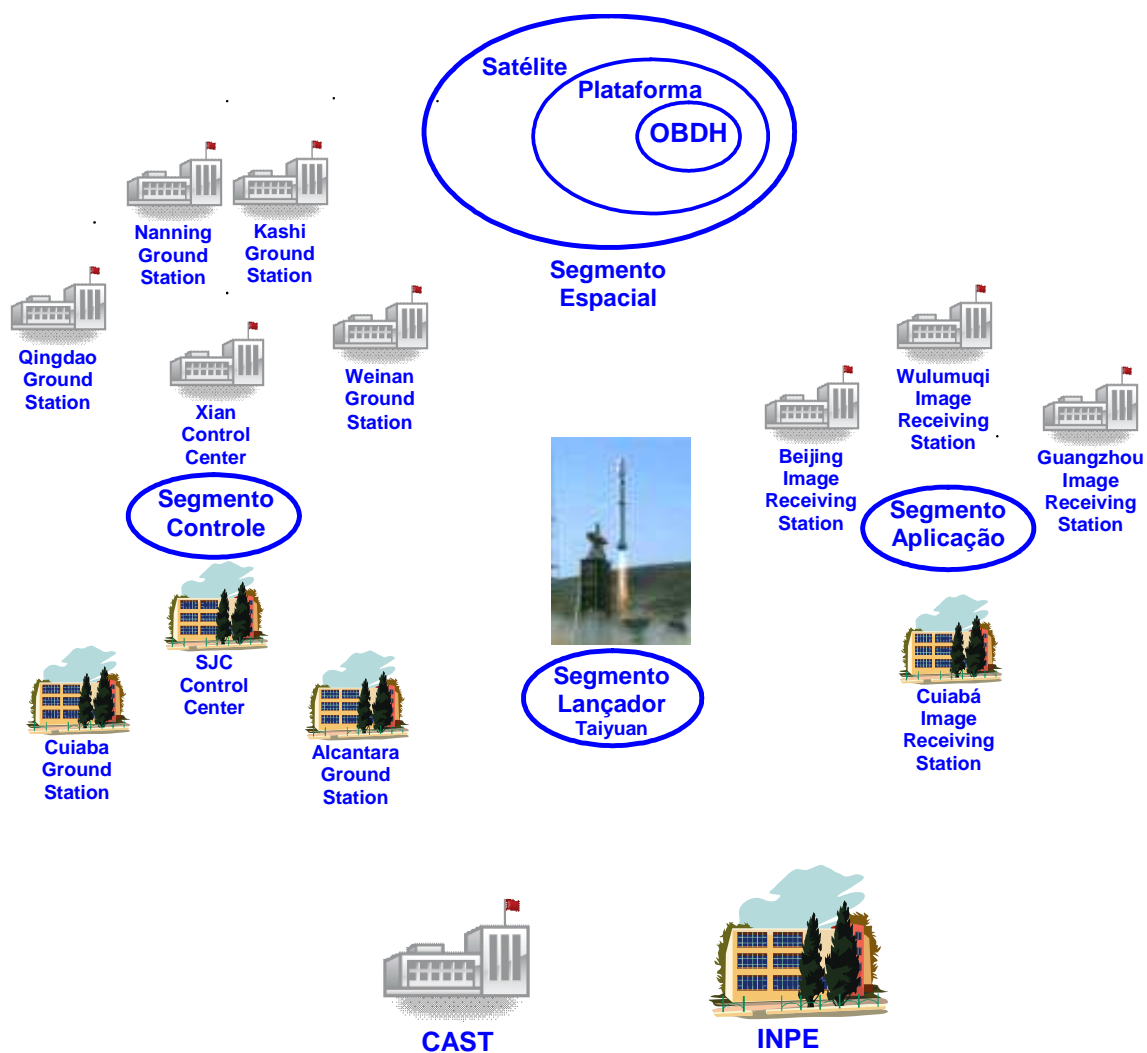 Satélite
Plataforma
OBDH
Segmento
Espacial
Nanning
Ground
Station
Kashi
Ground
Station
Qingdao
Ground
Station
Xian
Control
Center
Weinan
Ground
Station
Segmento
Controle
SJC
Control
Center
Cuiaba
Ground
Station
Alcantara
Ground
Station
Segmento
Lançador
Taiyuan
Wulumuqi
Image
Receiving
Station
Beijing
Image
Receiving
Station
Guangzhou
Image
Receiving
Station
Segmento
Aplicação
Cuiabá
Image
Receiving
Station
CAST
INPE